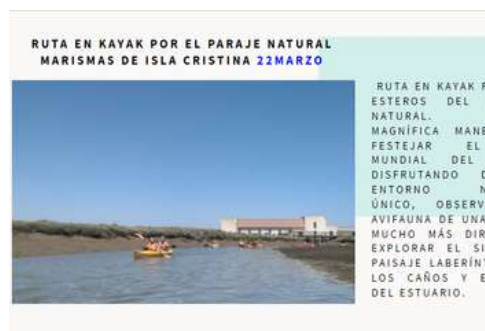 RUTA EN KAYAK POR EL PARAJE NATURAL
MARISMAS DE ISLA CRISTINA 22MARZO
RUTA EN KAYAK
ESTEROS DEL
NATURAL.
MAGNÍFICA
FESTEJAR EL
MUNDIAL DEL
DISFRUTANDO
ENTORNO
ÚNICO,
AVIFAUNA DE UNA
MUCHO MÁS
EXPLORAR EL
PAISAJE
LOS CAÑOS Y
DEL ESTUARIO.